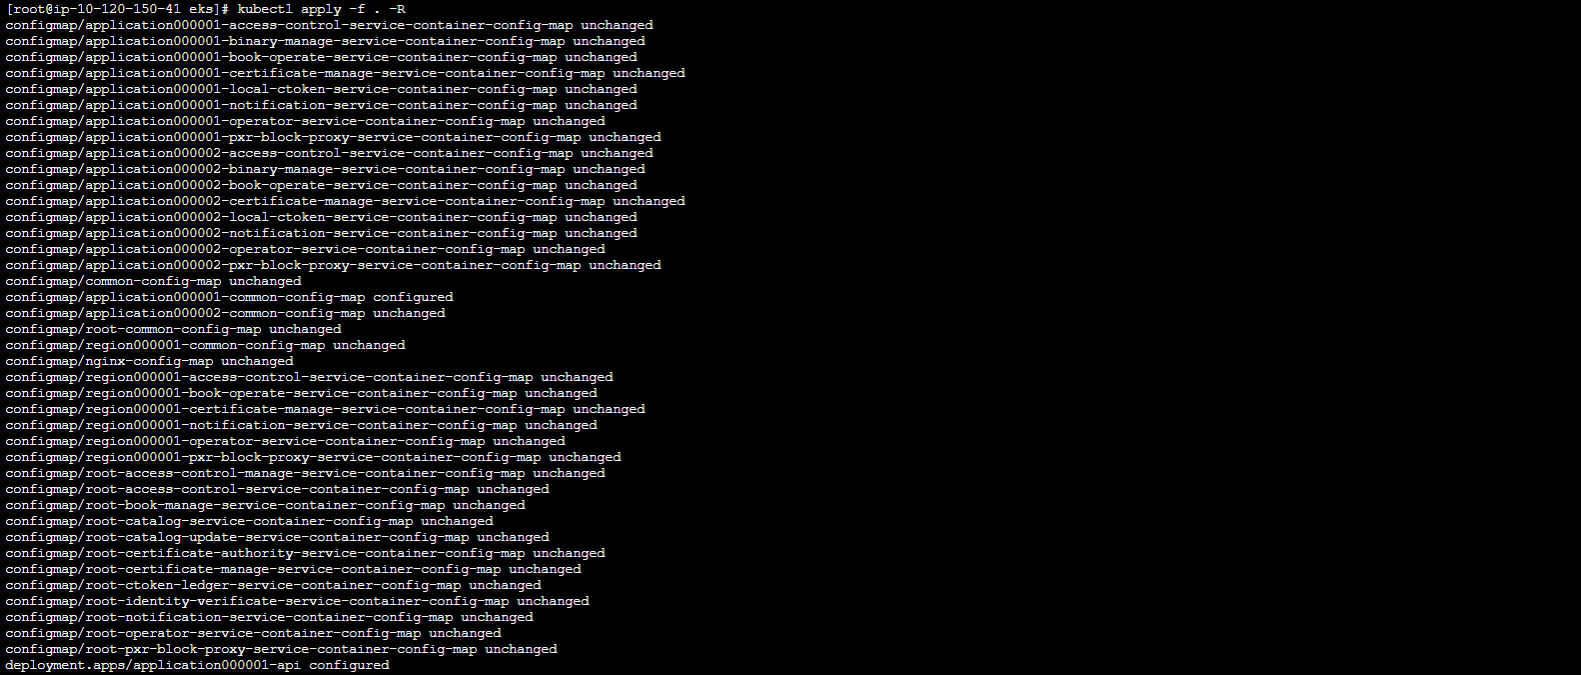 [root@ip-10-120-150-41 eks]# kubectl apply -f . -R
configmap/application000001-access-control-service-container-config-map unchanged
configmap/application000001-binary-manage-service-container-config-map unchanged
configmap/application000001-book-operate-service-container-config-map unchanged
configmap/application000001-certificate-manage-service-container-config-map unchanged
configmap/application000001-local-ctoken-service-container-config-map unchanged
configmap/application000001-notification-service-container-config-map unchanged
configmap/application000001-operator-service-container-config-map unchanged
configmap/application000001-pxr-block-proxy-service-container-config-map unchanged
configmap/application000002-access-control-service-container-config-map unchanged
configmap/application000002-binary-manage-service-container-config-map unchanged
configmap/application000002-book-operate-service-container-config-map unchanged
configmap/application000002-certificate-manage-service-container-config-map unchanged
configmap/application000002-local-ctoken-service-container-config-map unchanged
configmap/application000002-notification-service-container-config-map unchanged
configmap/application000002-operator-service-container-config-map unchanged
configmap/application000002-pxr-block-proxy-service-container-config-map unchanged
configmap/common-config-map unchanged
configmap/application000001-common-config-map configured
configmap/application000002-common-config-map unchanged
configmap/root-common-config-map unchanged
configmap/region000001-common-config-map unchanged
configmap/nginx-config-map unchanged
configmap/region000001-access-control-service-container-config-map unchanged
configmap/region000001-book-operate-service-container-config-map unchanged
configmap/region000001-certificate-manage-service-container-config-map unchanged
configmap/region000001-notification-service-container-config-map unchanged
configmap/region000001-operator-service-container-config-map unchanged
configmap/region000001-pxr-block-proxy-service-container-config-map unchanged
configmap/root-access-control-manage-service-container-config-map unchanged
configmap/root-access-control-service-container-config-map unchanged
configmap/root-book-manage-service-container-config-map unchanged
configmap/root-catalog-service-container-config-map unchanged
configmap/root-catalog-update-service-container-config-map unchanged
configmap/root-certificate-authority-service-container-config-map unchanged
configmap/root-certificate-manage-service-container-config-map unchanged
configmap/root-ctoken-ledger-service-container-config-map unchanged
configmap/root-identity-verificate-service-container-config-map unchanged
configmap/root-notification-service-container-config-map unchanged
configmap/root-operator-service-container-config-map unchanged
configmap/root-pxr-block-proxy-service-container-config-map unchanged
deployment.apps/application000001-api configured